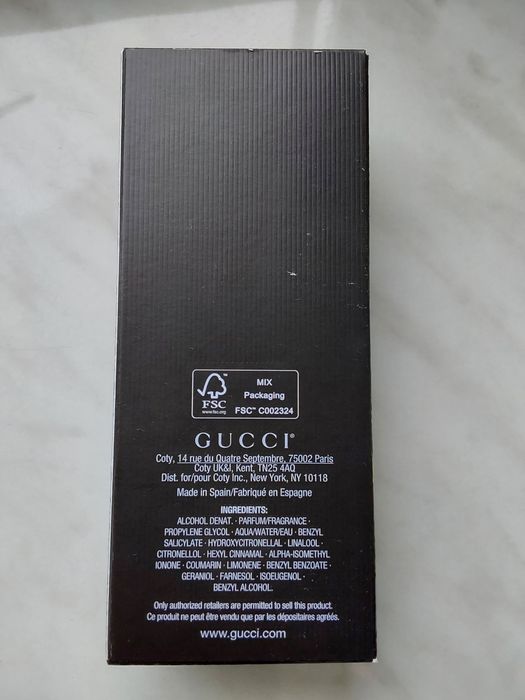 FSC
www.fsc.org
MIX
Packaging
FSC™ C002324
GUCCI®
Coty, 14 rue du Quatre Septembre, 75002 Paris
Coty UK&I, Kent, TN25 4AQ
Dist. for/pour Coty Inc., New York, NY 10118
Made in Spain/Fabriqué en Espagne
INGREDIENTS:
ALCOHOL DENAT. · PARFUM/FRAGRANCE ·
PROPYLENE GLYCOL · AQUA/WATER/EAU · BENZYL
SALICYLATE · HYDROXYCITRONELLAL · LINALOOL ·
CITRONELLOL · HEXYL CINNAMAL · ALPHA-ISOMETHYL
IONONE · COUMARIN · LIMONENE · BENZYL BENZOATE ·
GERANIOL · FARNESOL · ISOEUGENOL ·
BENZYL ALCOHOL.
Only authorized retailers are permitted to sell this product.
Ce produit ne peut être vendu que par les dépositaires agréés.
www.gucci.com